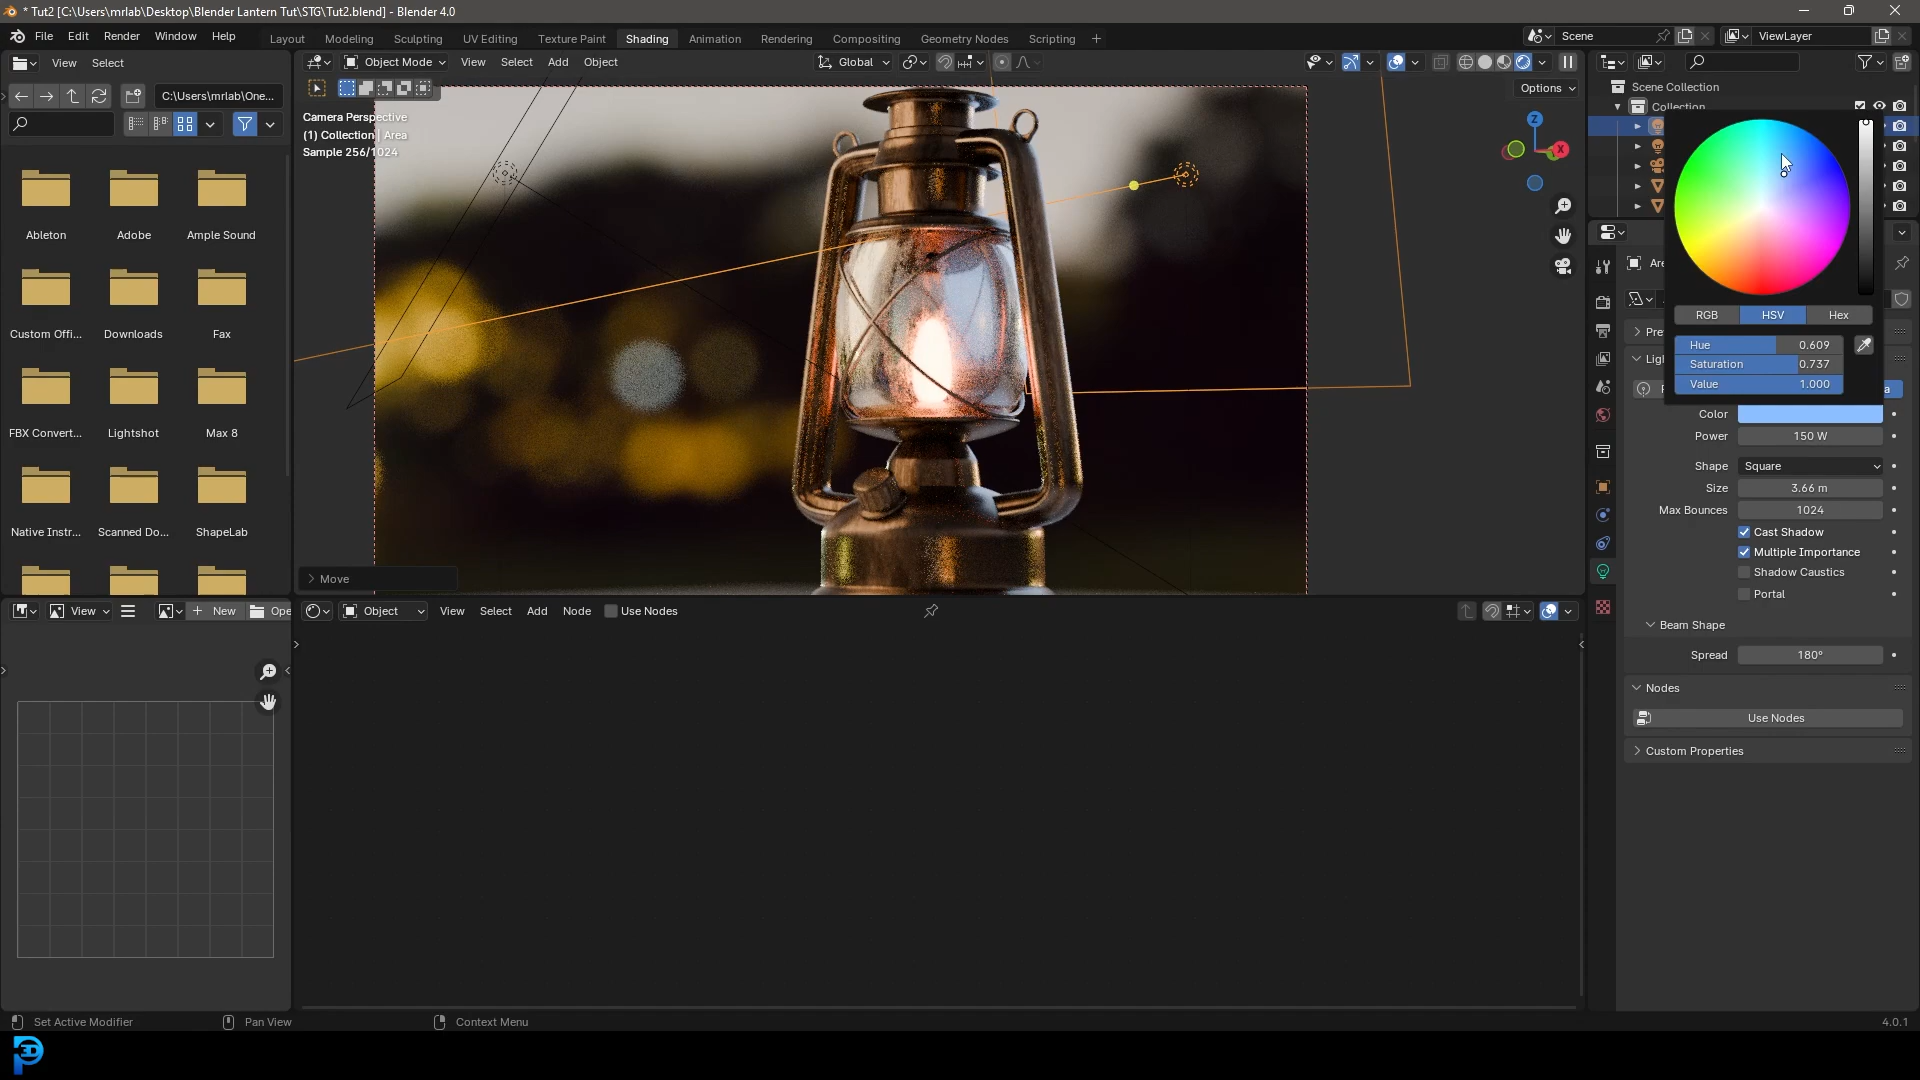 * Tut2 [C:\Users\mrlab\Desktop\Blender Lantern Tut\STG\Tut2.blend] - Blender 4.0
File Edit Render Window Help
Layout Modeling Sculpting UV Editing Texture Paint Shading Animation Rendering Compositing Geometry Nodes Scripting +
Scene
ViewLayer
View Select
Object Mode View Select Add Object
Global
C:\Users\mrlab\One...
Options
Camera Perspective
(1) Collection | Area
Sample 256/1024
Z
X
Scene Collection
Collection
Ableton Adobe Ample Sound
Custom Offi... Downloads Fax
FBX Convert... Lightshot Max 8
Native Instr... Scanned Do... ShapeLab
RGB HSV Hex
Hue 0.609
Saturation 0.737
Value 1.000
Color
Power 150 W
Shape Square
Size 3.66 m
Max Bounces 1024
Cast Shadow
Multiple Importance
Shadow Caustics
Portal
Beam Shape
Spread 180°
Nodes
Use Nodes
Custom Properties
Move
View
New
Object View Select Add Node Use Nodes
Set Active Modifier Pan View Context Menu
4.0.1
3D